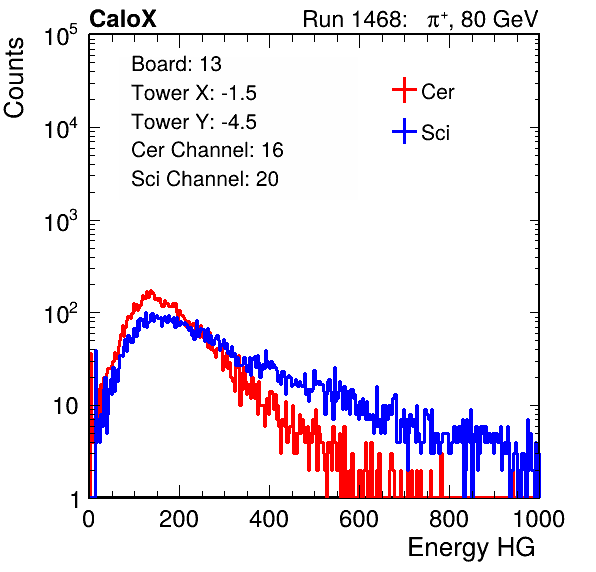 CaloX Run 1468: π⁺, 80 GeV
Counts
10⁵
10⁴
10³
10²
10
1
Board: 13
Tower X: -1.5
Tower Y: -4.5
Cer Channel: 16
Sci Channel: 20
Cer
Sci
0 200 400 600 800 1000
Energy HG